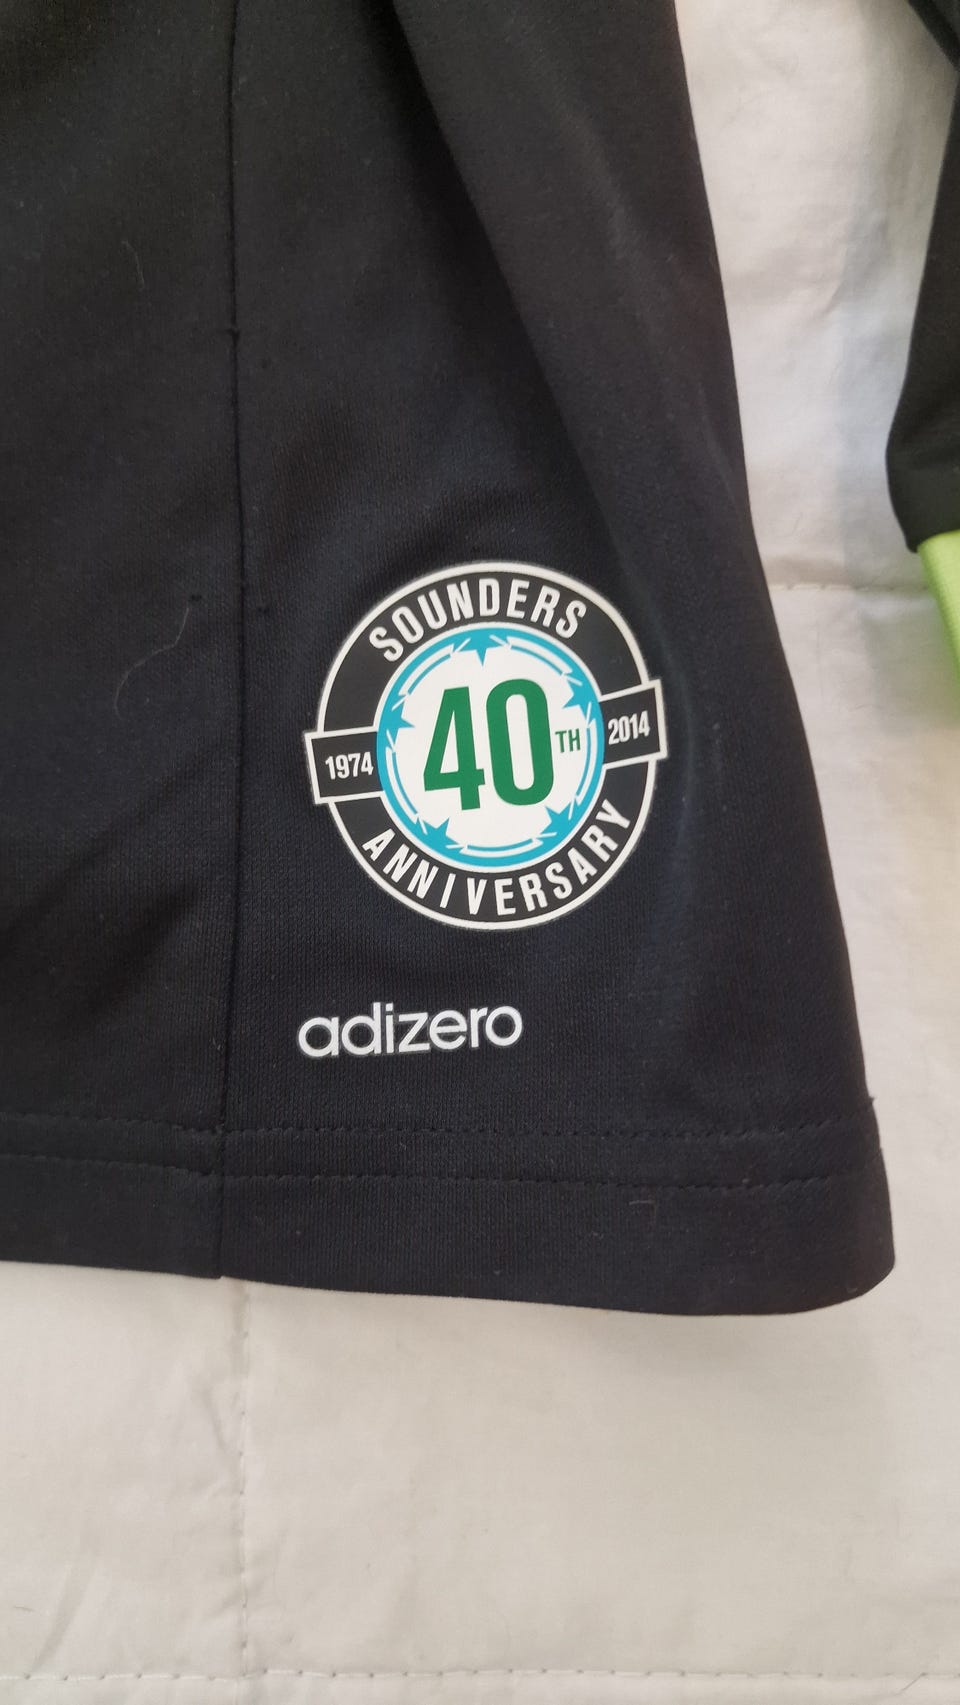 SOUNDERS
40TH
1974
2014
ANNIVERSARY
adizero